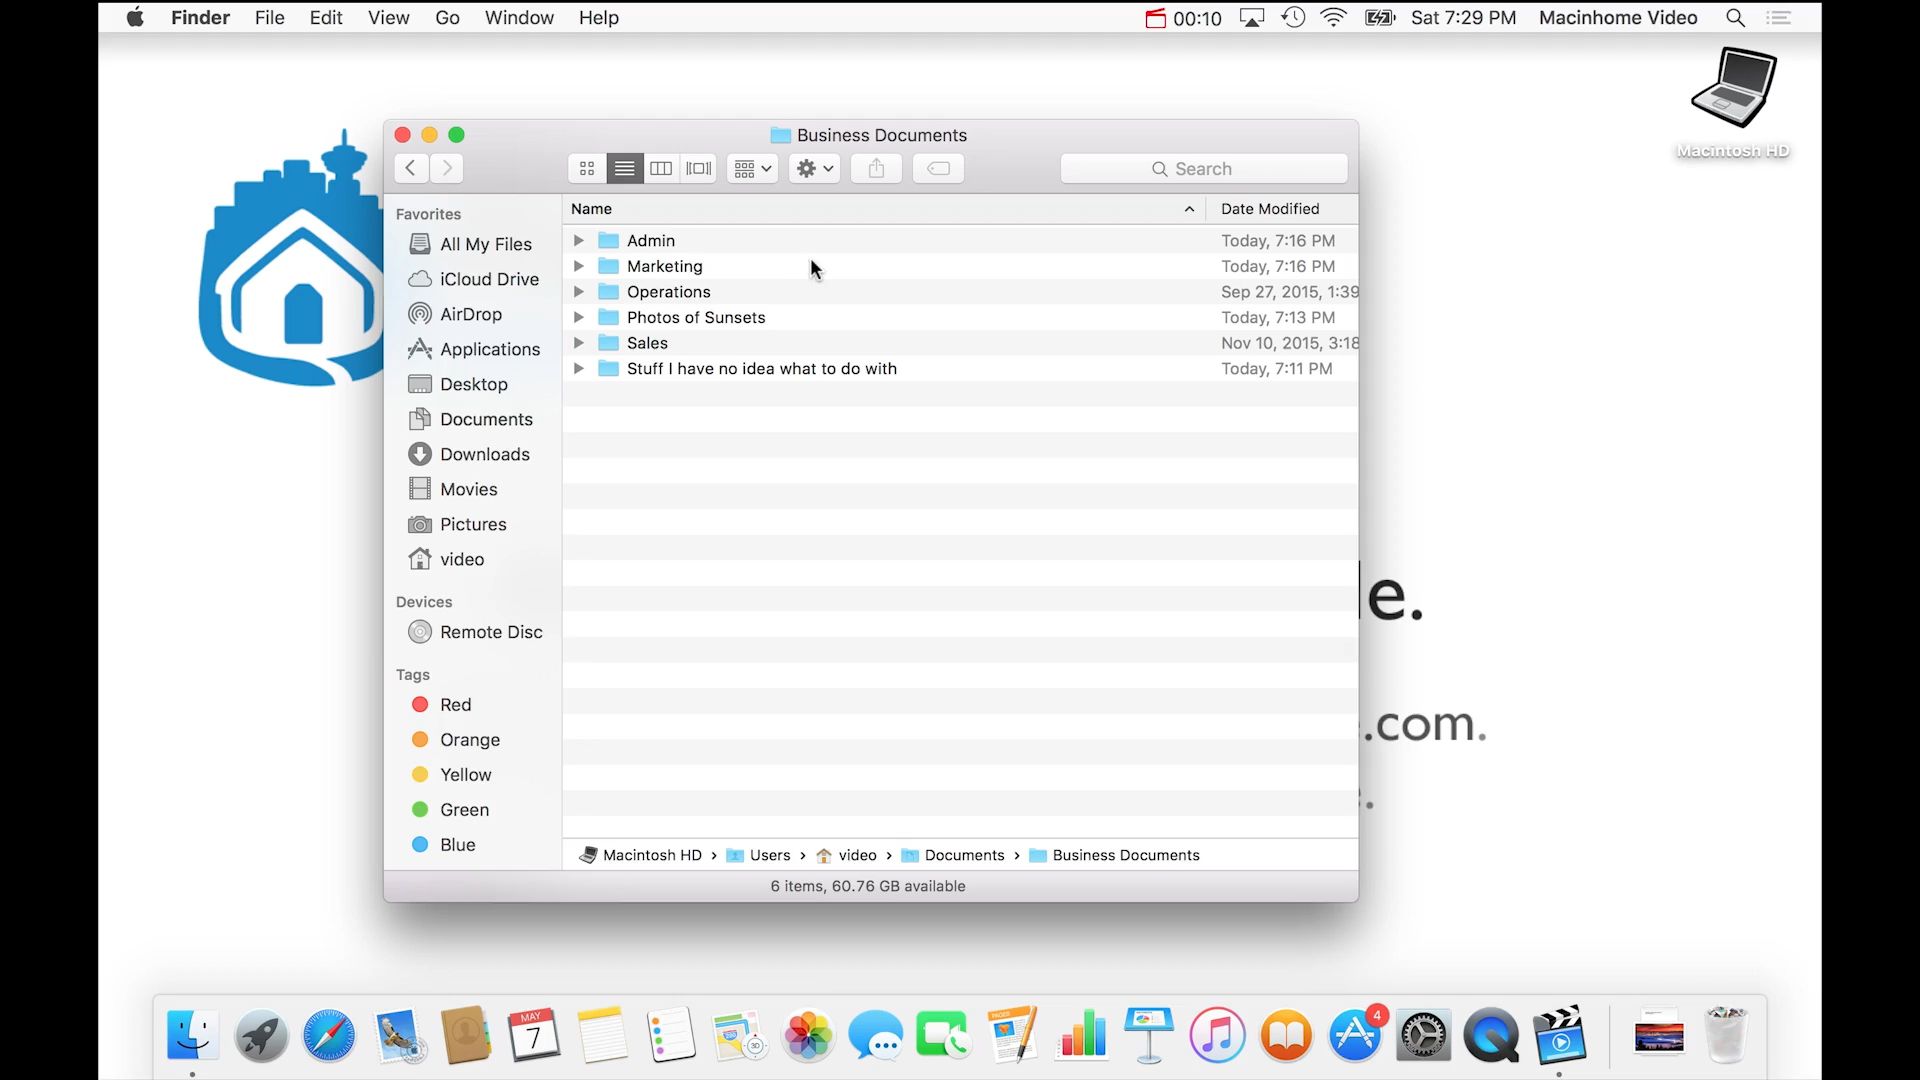 Finder File Edit View Go Window Help 00:10 Sat 7:29 PM Macinhome Video
Macintosh HD
Business Documents
Search
Favorites
All My Files
iCloud Drive
AirDrop
Applications
Desktop
Documents
Downloads
Movies
Pictures
video
Devices
Remote Disc
Tags
Red
Orange
Yellow
Green
Blue
Name Date Modified
Admin Today, 7:16 PM
Marketing Today, 7:16 PM
Operations Sep 27, 2015, 1:39
Photos of Sunsets Today, 7:13 PM
Sales Nov 10, 2015, 3:18
Stuff I have no idea what to do with Today, 7:11 PM
Macintosh HD › Users › video › Documents › Business Documents
6 items, 60.76 GB available
e.
.com.
MAY
7
PAGES
3D
4